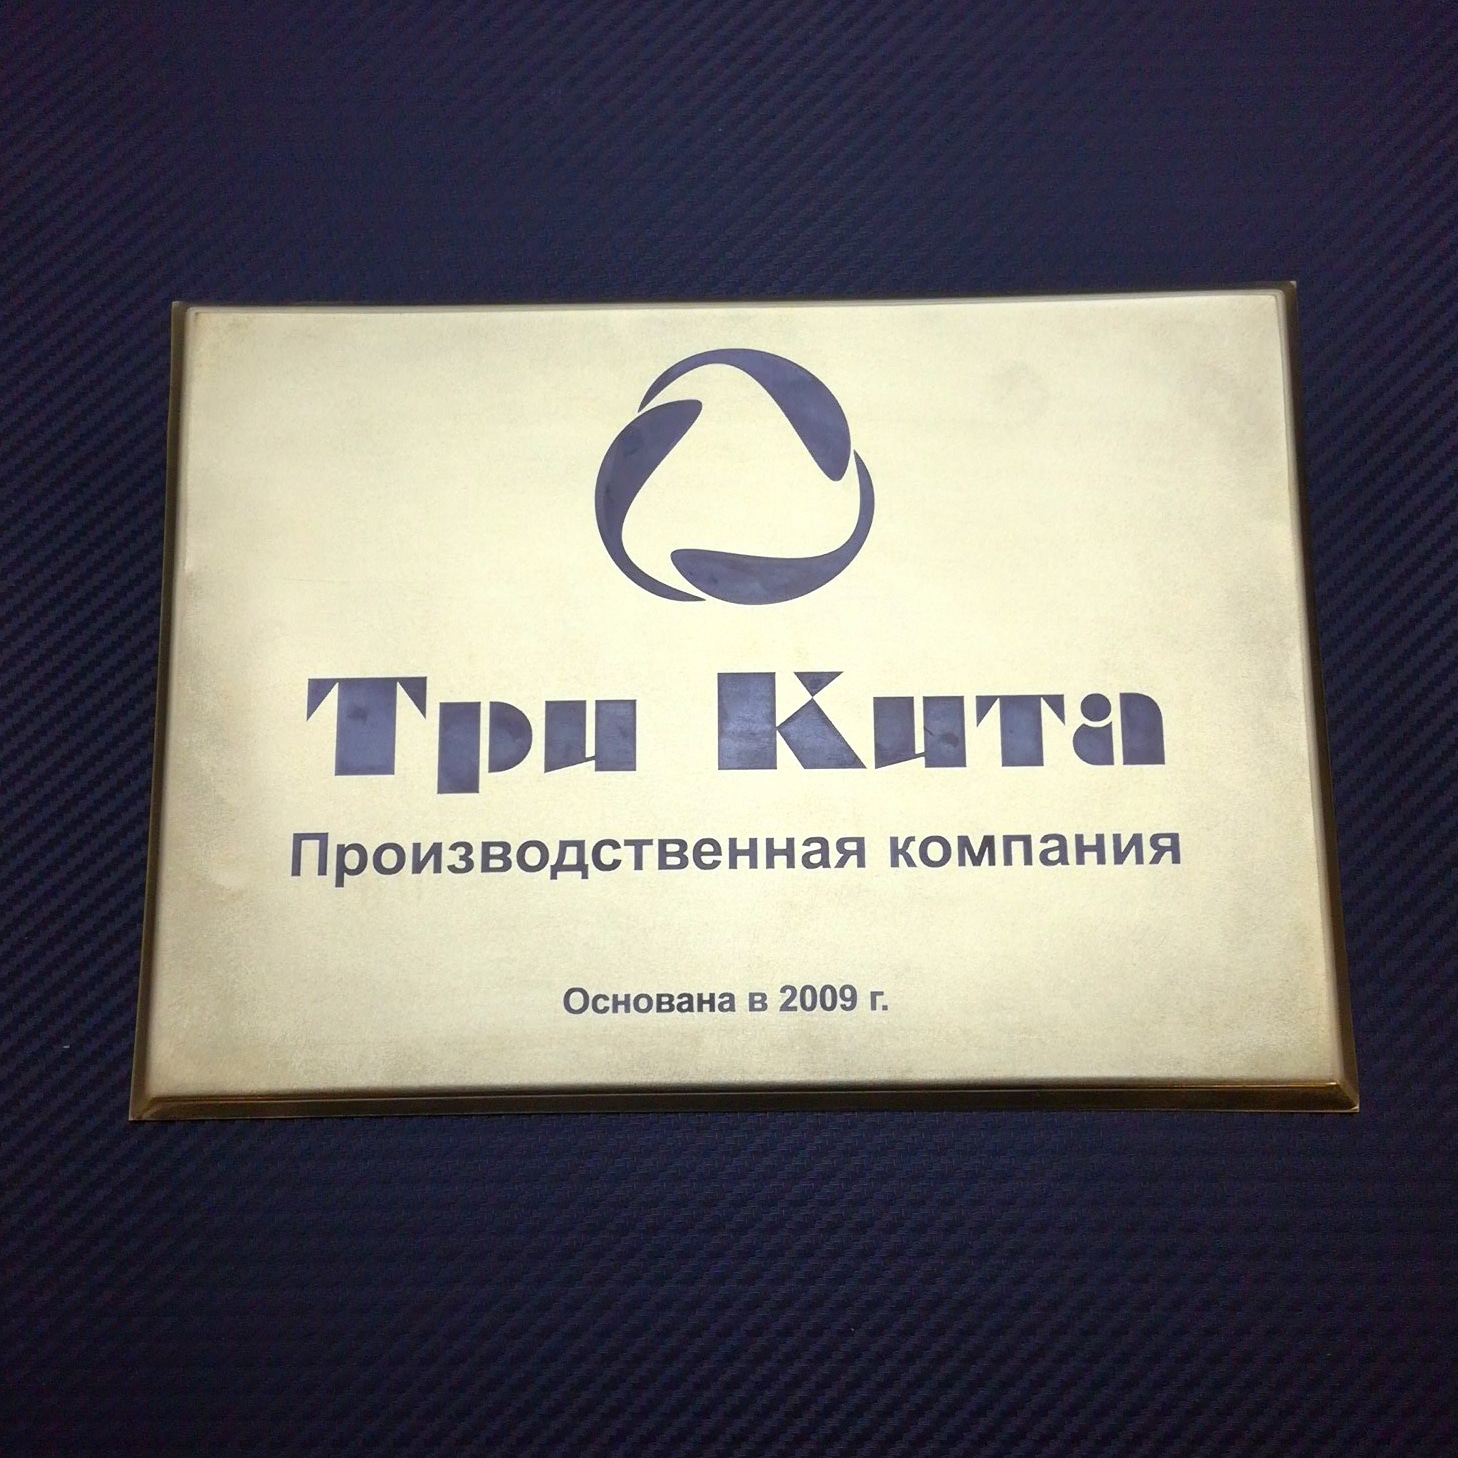 Три Кита
Производственная компания
Основана в 2009 г.